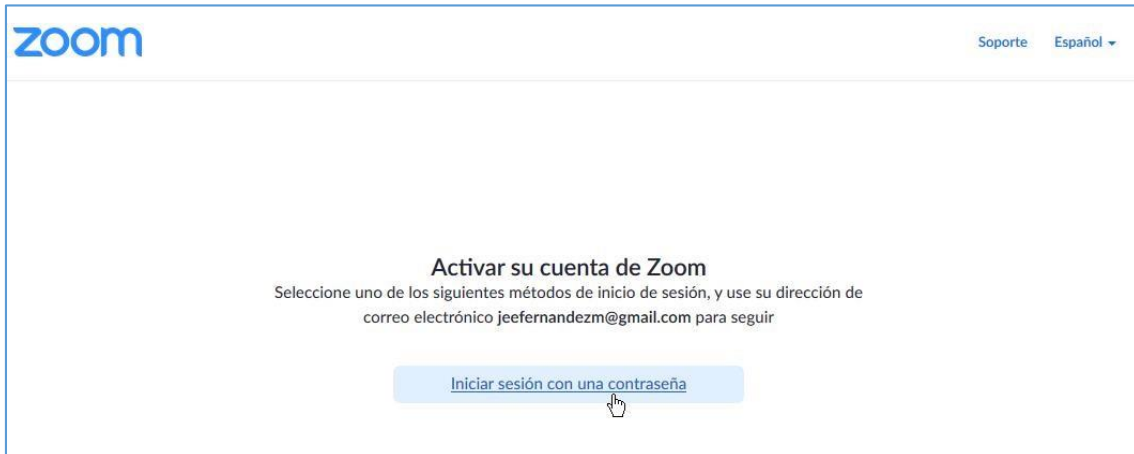 zoom
Soporte Español
Activar su cuenta de Zoom
Seleccione uno de los siguientes métodos de inicio de sesión, y use su dirección de
correo electrónico jeefernandezm@gmail.com para seguir
Iniciar sesión con una contraseña